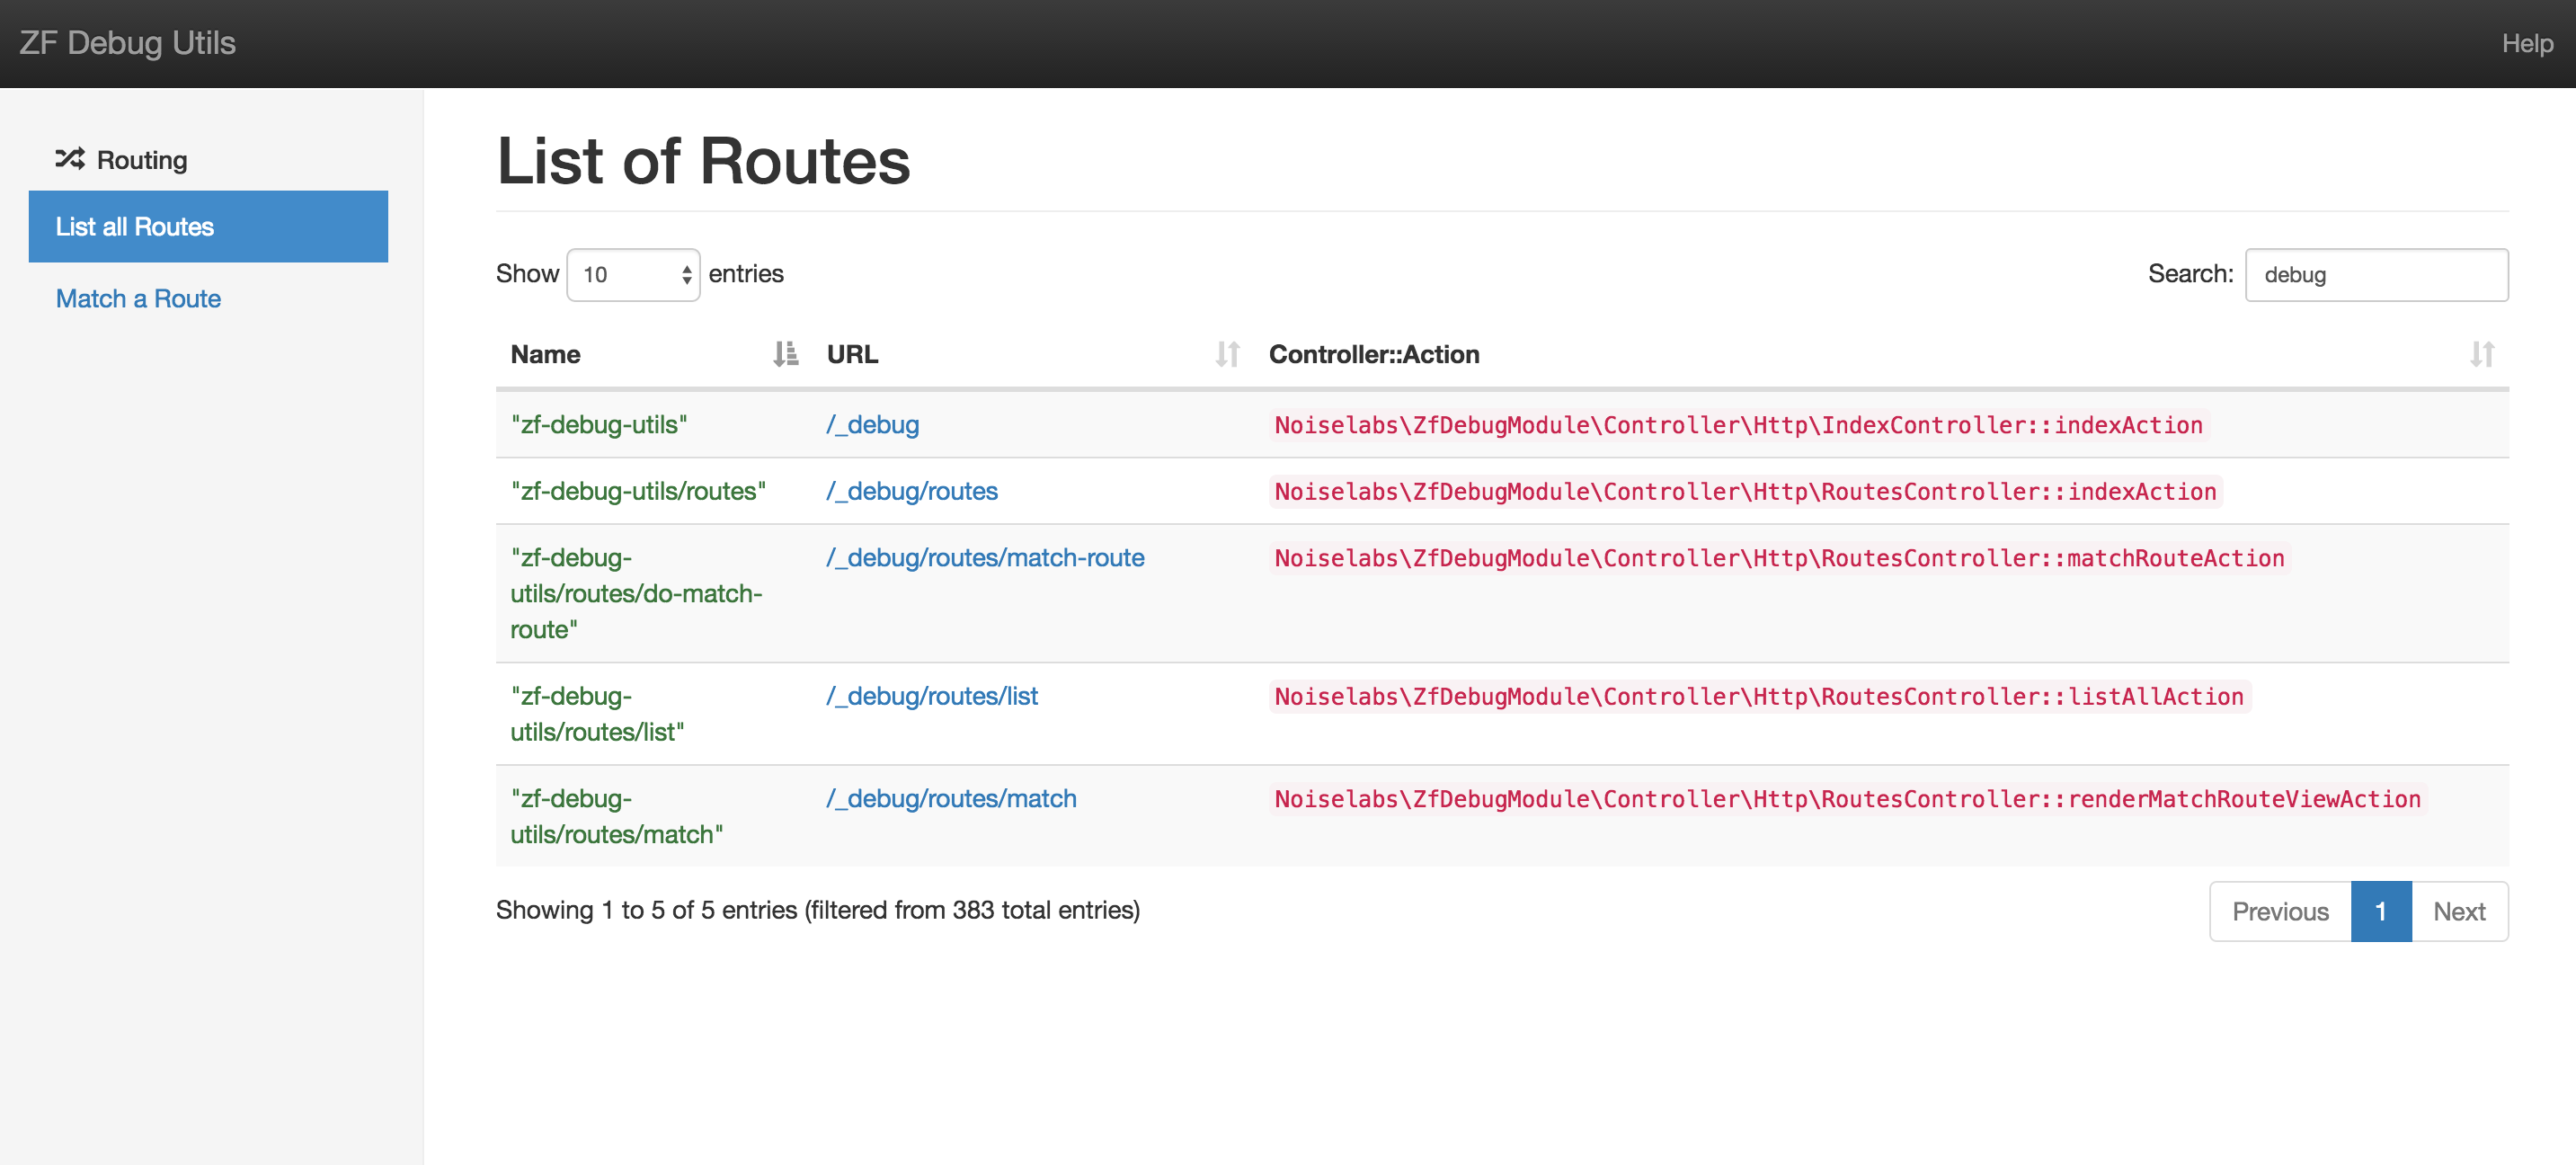 ZF Debug Utils
Help
Routing
List all Routes
Match a Route
List of Routes
Show 10 entries
Search: debug
Name URL Controller::Action
"zf-debug-utils" /_debug Noiselabs\ZfDebugModule\Controller\Http\IndexController::indexAction
"zf-debug-utils/routes" /_debug/routes Noiselabs\ZfDebugModule\Controller\Http\RoutesController::indexAction
"zf-debug- /_debug/routes/match-route Noiselabs\ZfDebugModule\Controller\Http\RoutesController::matchRouteAction
utils/routes/do-match-
route"
"zf-debug- /_debug/routes/list Noiselabs\ZfDebugModule\Controller\Http\RoutesController::listAllAction
utils/routes/list"
"zf-debug- /_debug/routes/match Noiselabs\ZfDebugModule\Controller\Http\RoutesController::renderMatchRouteViewAction
utils/routes/match"
Showing 1 to 5 of 5 entries (filtered from 383 total entries)
Previous 1 Next